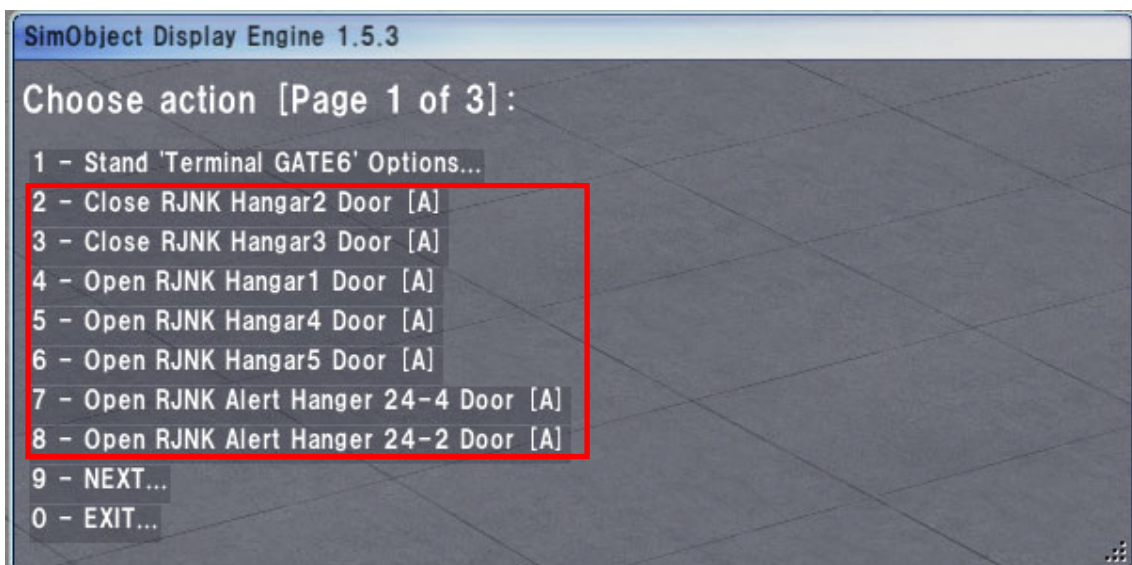 SimObject Display Engine 1.5.3
Choose action [Page 1 of 3]:
1 - Stand 'Terminal GATE6' Options...
2 - Close RJNK Hangar2 Door [A]
3 - Close RJNK Hangar3 Door [A]
4 - Open RJNK Hangar1 Door [A]
5 - Open RJNK Hangar4 Door [A]
6 - Open RJNK Hangar5 Door [A]
7 - Open RJNK Alert Hanger 24-4 Door [A]
8 - Open RJNK Alert Hanger 24-2 Door [A]
9 - NEXT...
0 - EXIT...